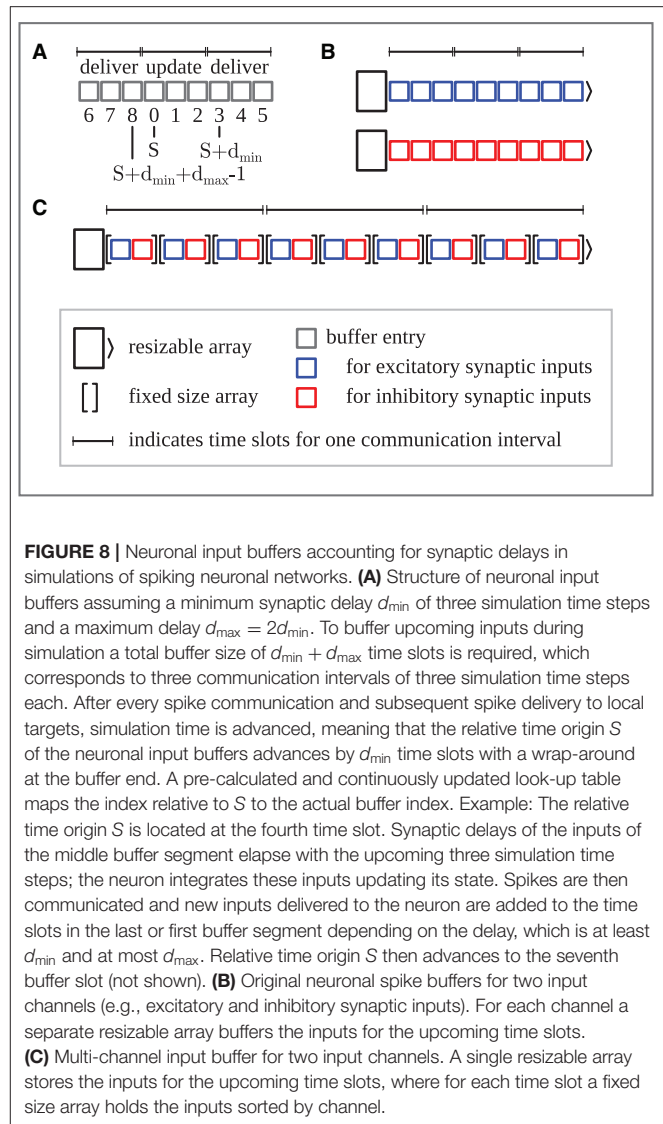 A
deliver update deliver
6 7 8 0 1 2 3 4 5
S
S+d_min
S+d_min+d_max-1
B
C
resizable array
fixed size array
buffer entry
for excitatory synaptic inputs
for inhibitory synaptic inputs
indicates time slots for one communication interval
FIGURE 8 | Neuronal input buffers accounting for synaptic delays in
simulations of spiking neuronal networks. (A) Structure of neuronal input
buffers assuming a minimum synaptic delay d_min of three simulation time steps
and a maximum delay d_max = 2d_min. To buffer upcoming inputs during
simulation a total buffer size of d_min + d_max time slots is required, which
corresponds to three communication intervals of three simulation time steps
each. After every spike communication and subsequent spike delivery to local
targets, simulation time is advanced, meaning that the relative time origin S
of the neuronal input buffers advances by d_min time slots with a wrap-around
at the buffer end. A pre-calculated and continuously updated look-up table
maps the index relative to S to the actual buffer index. Example: The relative
time origin S is located at the fourth time slot. Synaptic delays of the inputs of
the middle buffer segment elapse with the upcoming three simulation time
steps; the neuron integrates these inputs updating its state. Spikes are then
communicated and new inputs delivered to the neuron are added to the time
slots in the last or first buffer segment depending on the delay, which is at least
d_min and at most d_max. Relative time origin S then advances to the seventh
buffer slot (not shown). (B) Original neuronal spike buffers for two input
channels (e.g., excitatory and inhibitory synaptic inputs). For each channel a
separate resizable array buffers the inputs for the upcoming time slots.
(C) Multi-channel input buffer for two input channels. A single resizable array
stores the inputs for the upcoming time slots, where for each time slot a fixed
size array holds the inputs sorted by channel.